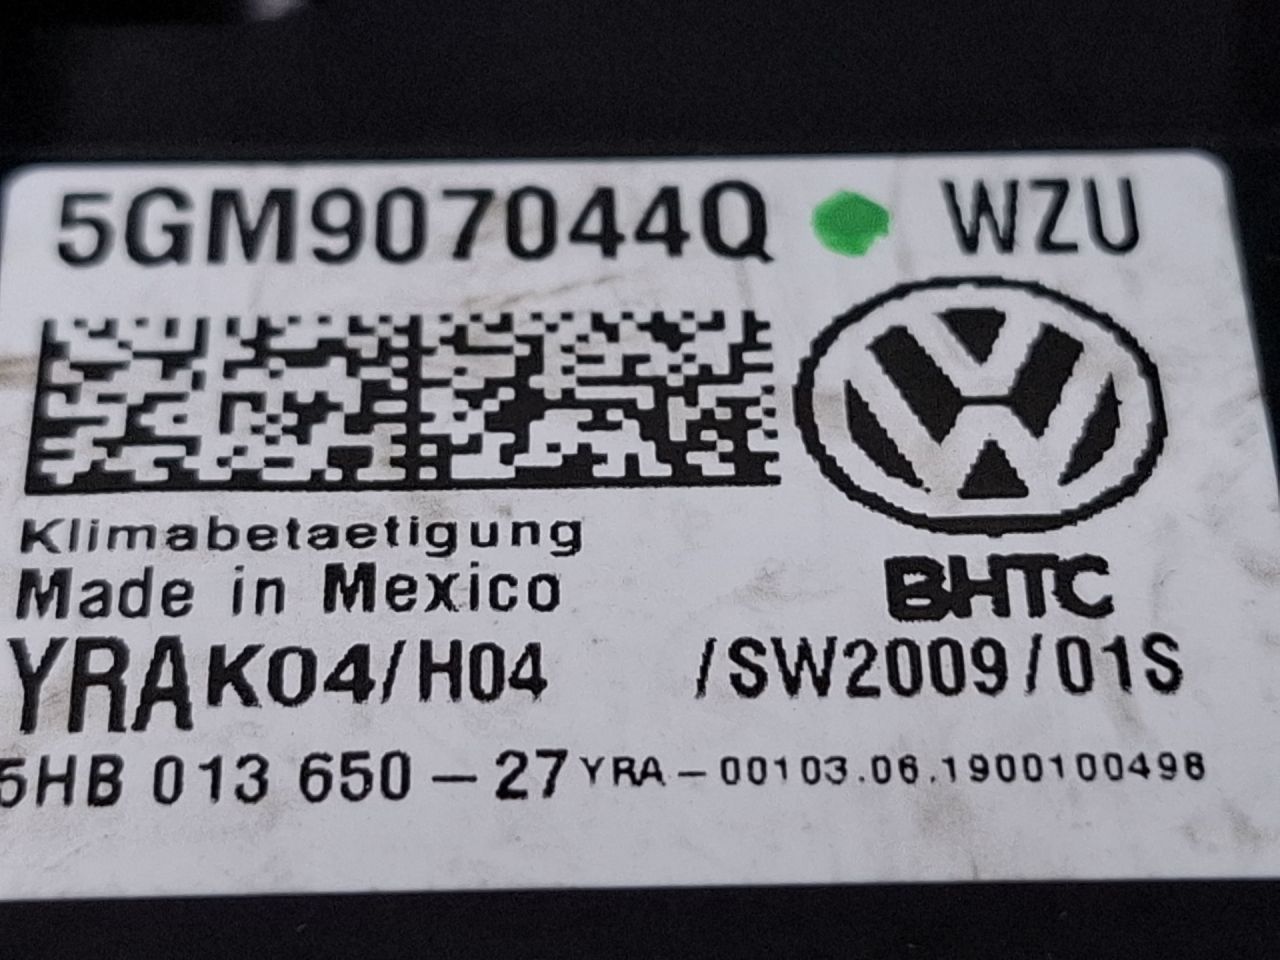 5GM907044Q WZU
Klimabetaetigung
Made in Mexico
BHTC
YRAK04/H04 /SW2009/01S
5HB 013 650-27 YRA-00103.06.1900100498